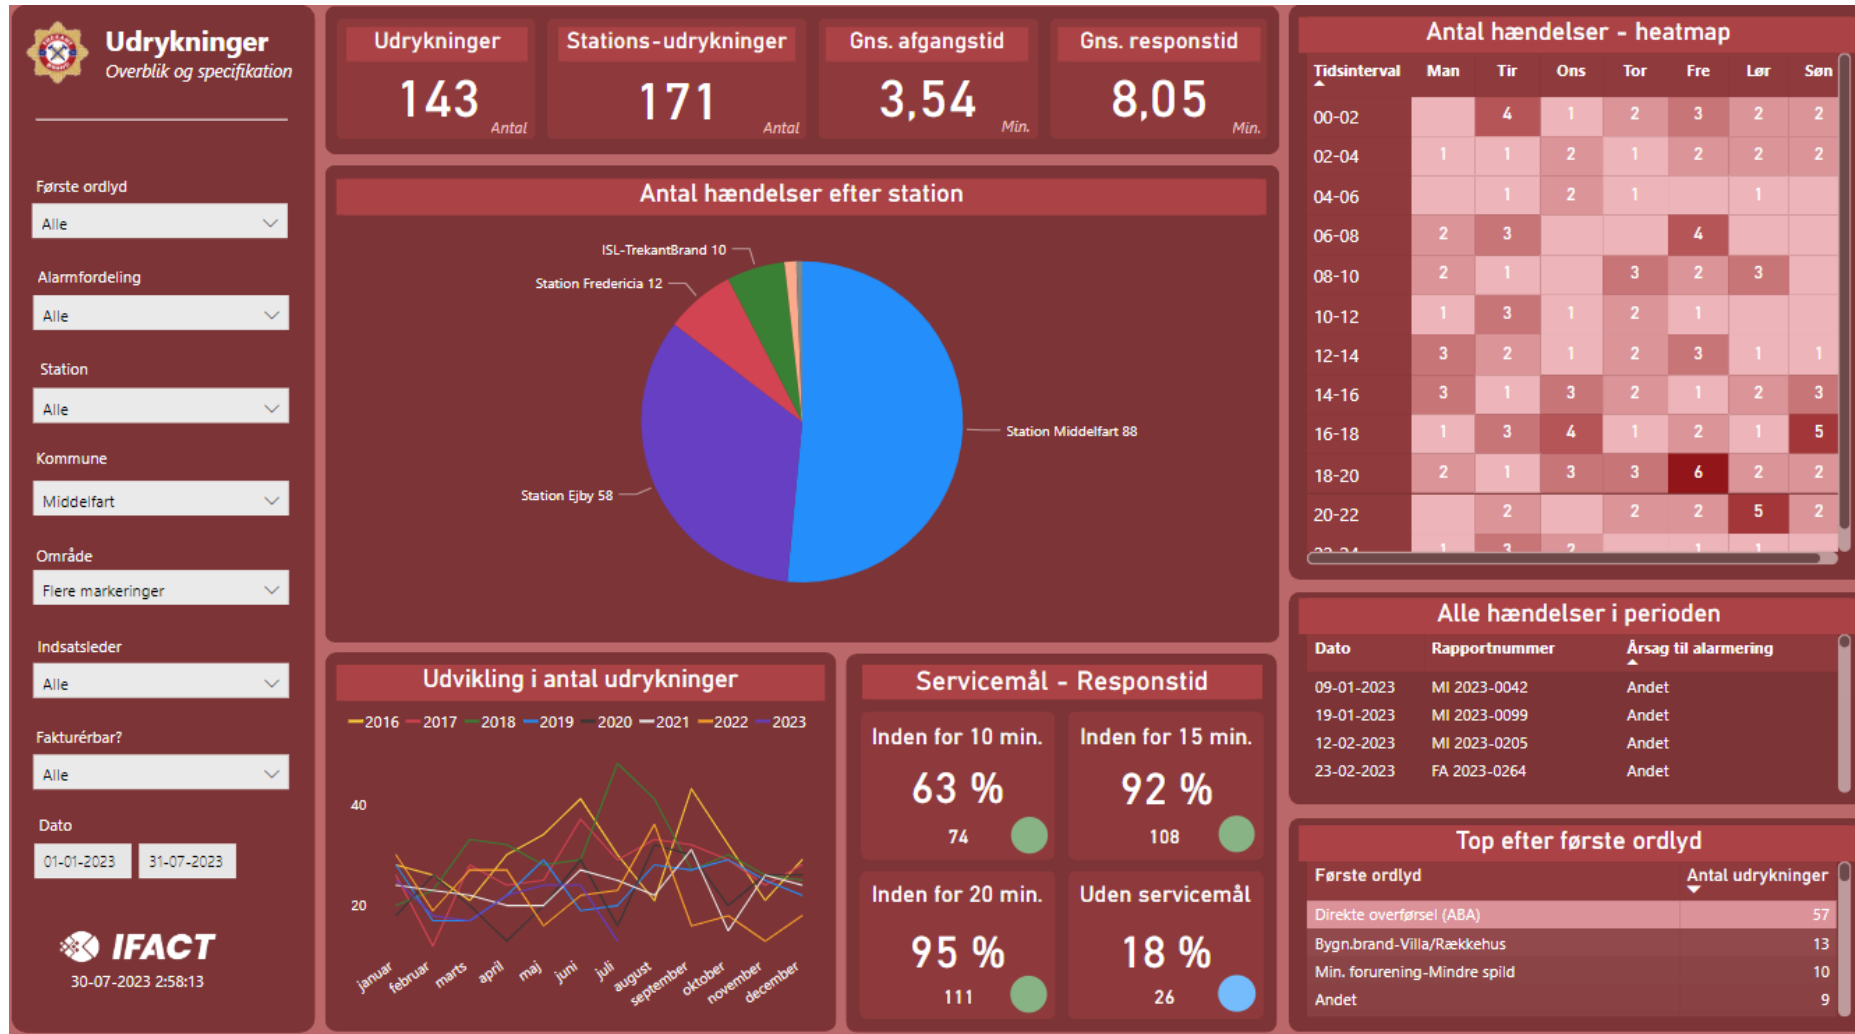 Udrykninger
Overblik og specifikation
Første ordlyd
Alle
Alarmfordeling
Alle
Station
Alle
Kommune
Middelfart
Område
Flere markeringer
Indsatsleder
Alle
Fakturérbar?
Alle
Dato
01-01-2023 31-07-2023
IFACT
30-07-2023 2:58:13
Udrykninger
143
Antal
Stations-udrykninger
171
Antal
Gns. afgangstid
3,54
Min.
Gns. responstid
8,05
Min.
Antal hændelser efter station
ISL-TrekantBrand 10
Station Fredericia 12
Station Ejby 58
Station Middelfart 88
Udvikling i antal udrykninger
2016 2017 2018 2019 2020 2021 2022 2023
40
20
januar februar marts april maj juni juli august september oktober november december
Servicemål - Responstid
Inden for 10 min.
63 %
74
Inden for 15 min.
92 %
108
Inden for 20 min.
95 %
111
Uden servicemål
18 %
26
Antal hændelser - heatmap
Tidsinterval Man Tir Ons Tor Fre Lør Søn
00-02 4 1 2 3 2 2
02-04 1 1 2 1 2 2 2
04-06 1 2 1 1
06-08 2 3 4
08-10 2 1 3 2 3
10-12 1 3 1 2 1
12-14 3 2 1 2 3 1 1
14-16 3 1 3 2 1 2 3
16-18 1 3 4 1 2 1 5
18-20 2 1 3 3 6 2 2
20-22 2 2 2 5 2
22-24 1 3 2 1 1
Alle hændelser i perioden
Dato Rapportnummer Årsag til alarmering
09-01-2023 MI 2023-0042 Andet
19-01-2023 MI 2023-0099 Andet
12-02-2023 MI 2023-0205 Andet
23-02-2023 FA 2023-0264 Andet
Top efter første ordlyd
Første ordlyd Antal udrykninger
Direkte overførsel (ABA) 57
Bygn.brand-Villa/Rækkehus 13
Min. forurening-Mindre spild 10
Andet 9